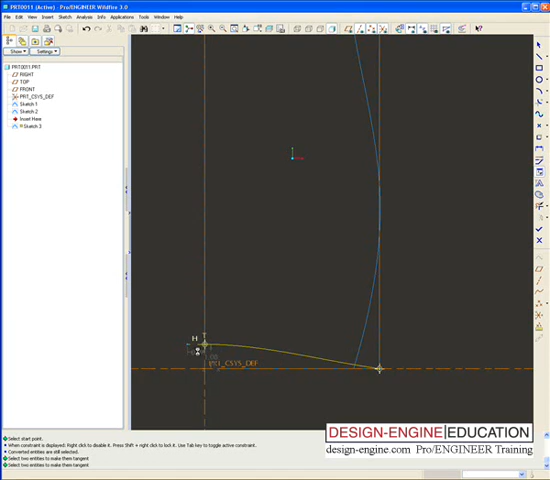 PRT0011 (Active) Pro/ENGINEER Wildfire 3.0
File Edit View Insert Sketch Analysis Info Applications Tools Window Help
Show Settings
PRT0011.PRT
RIGHT
TOP
FRONT
PRT_CSYS_DEF
Sketch 1
Sketch 2
Insert Here
Sketch 3
H T
PRT_CSYS_DEF
Select start point.
When constraint is displayed: Right click to disable it. Press Shift + right click to lock it. Use Tab key to toggle active constraint.
Converted entities are still selected.
Select two entities to make them tangent
Select two entities to make them tangent
DESIGN-ENGINE|EDUCATION
design-engine.com Pro/ENGINEER Training